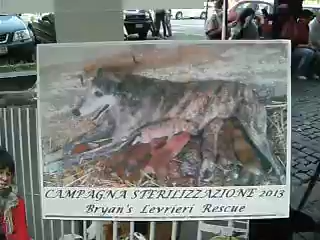 CAMPAGNA STERILIZZAZIONE 2013
Bryan's Levrieri Rescue